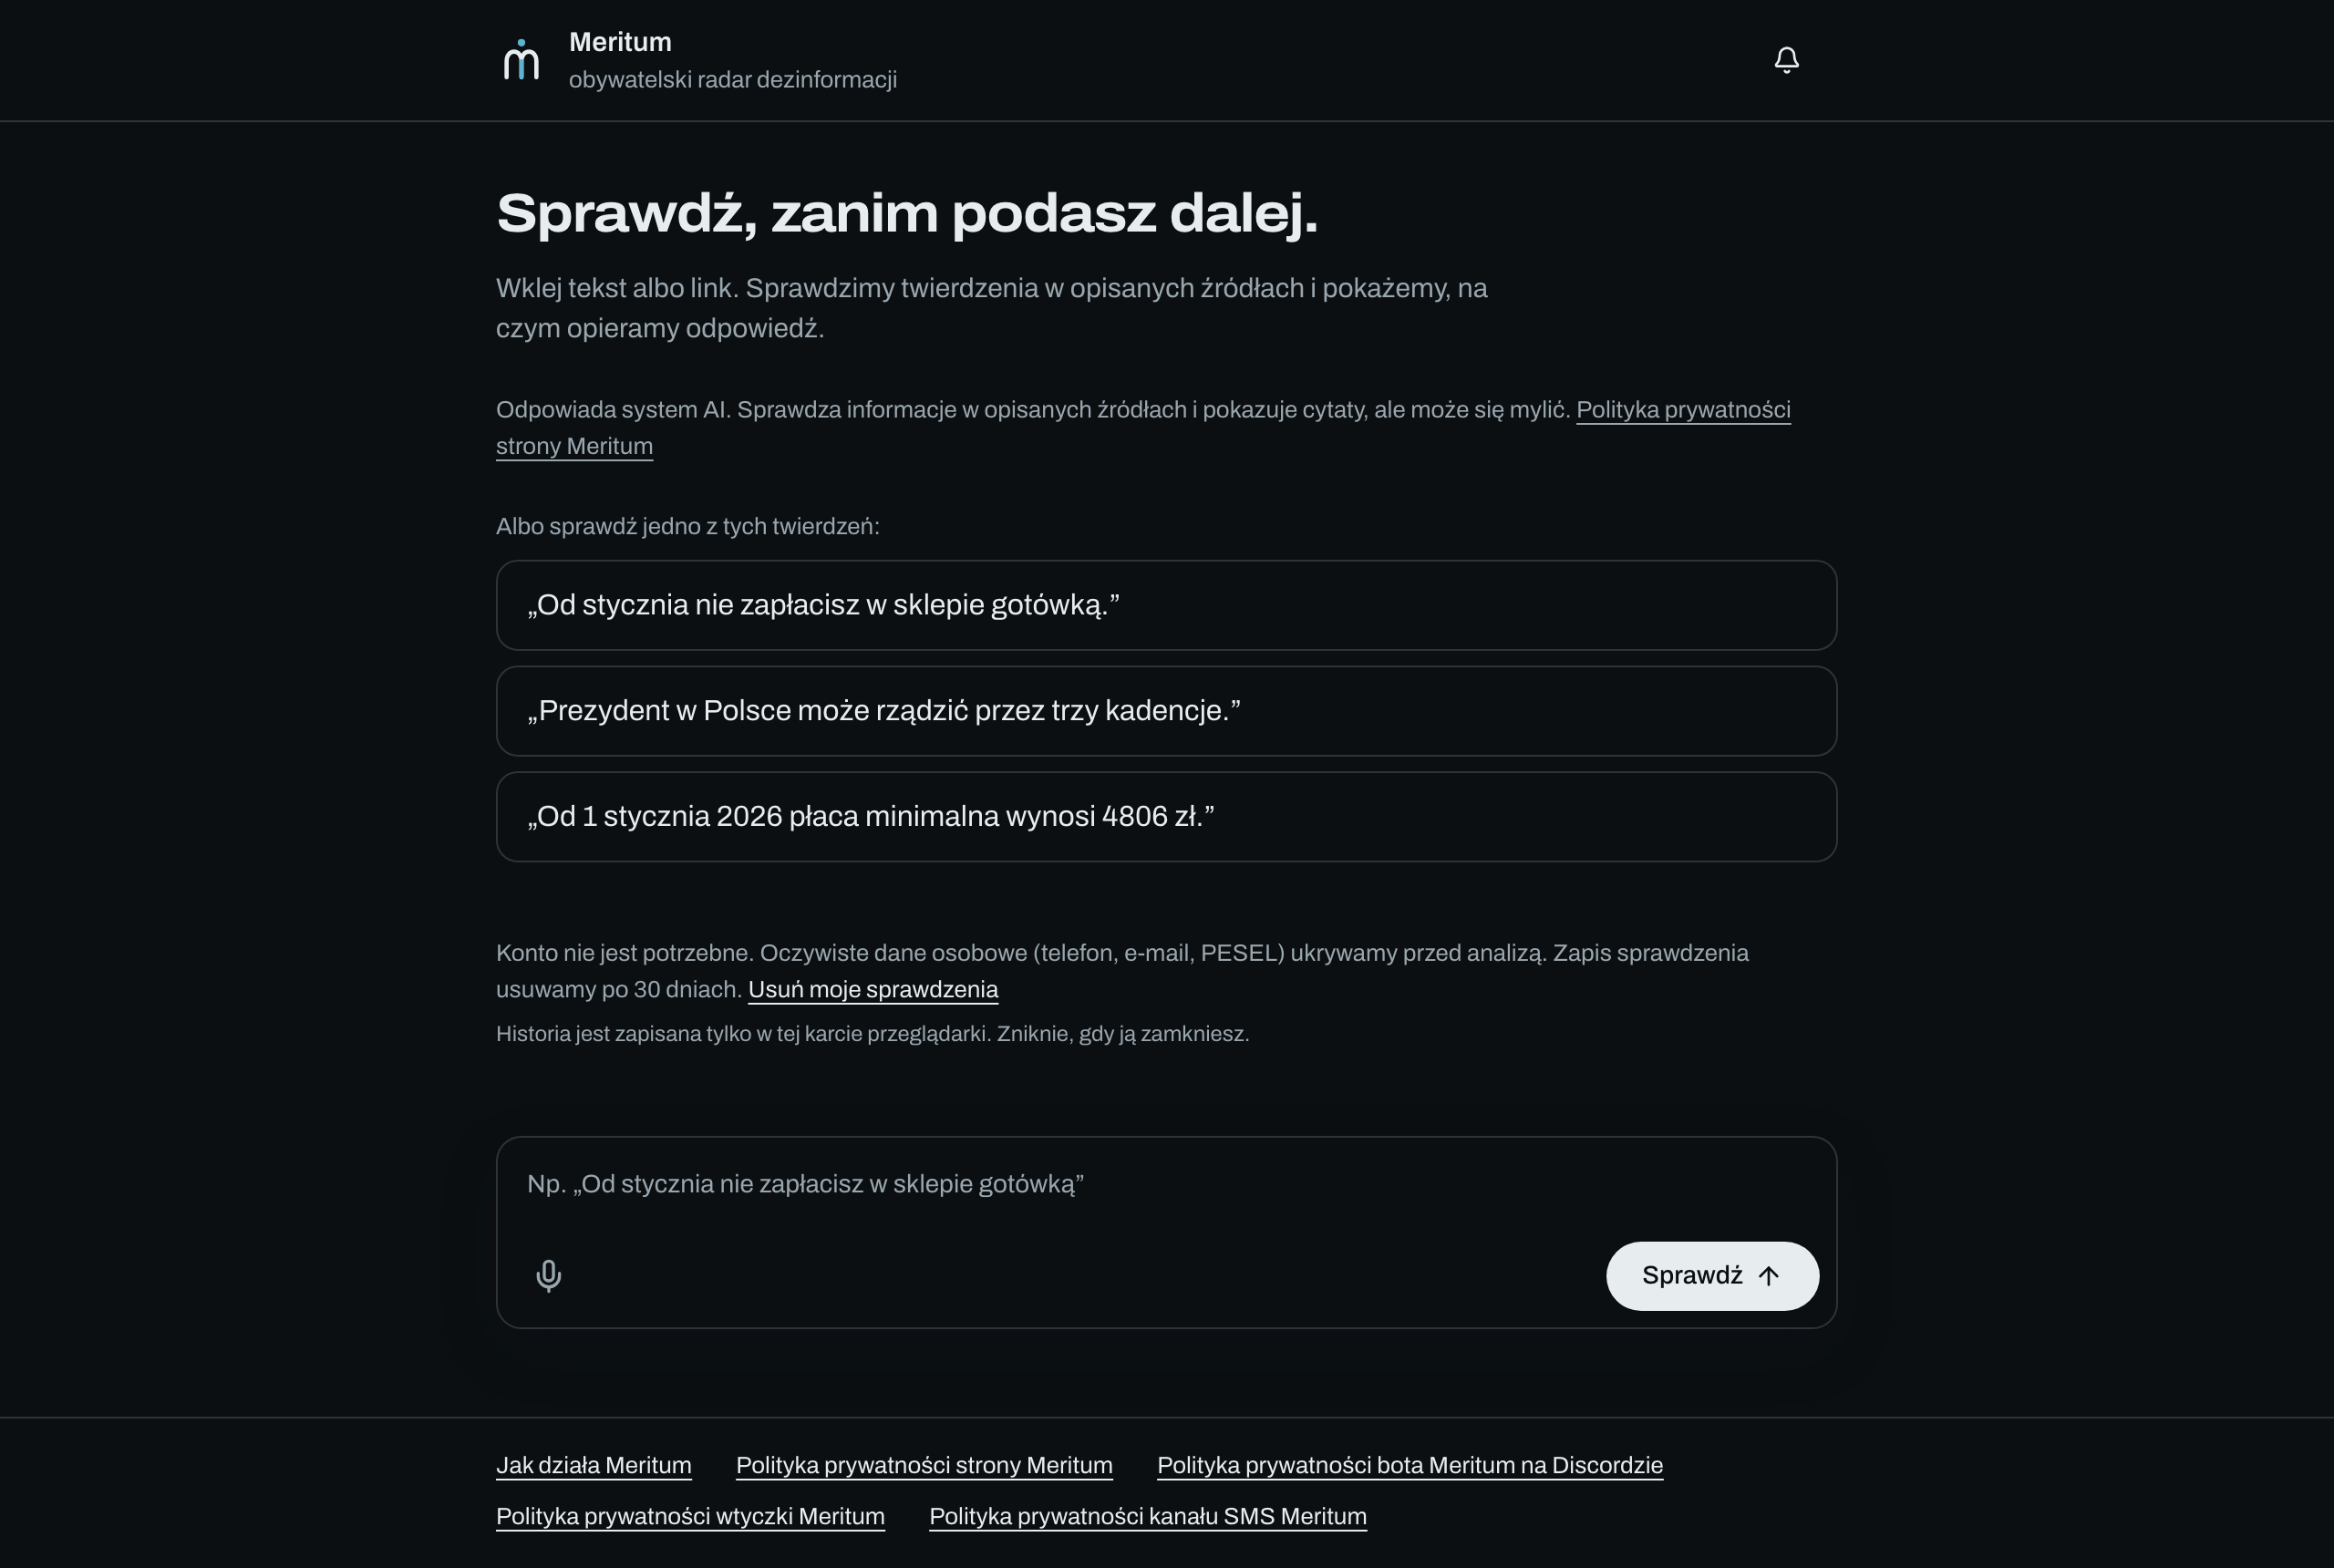 Meritum
obywatelski radar dezinformacji
Sprawdź, zanim podasz dalej.
Wklej tekst albo link. Sprawdzimy twierdzenia w opisanych źródłach i pokażemy, na
czym opieramy odpowiedź.
Odpowiada system AI. Sprawdza informacje w opisanych źródłach i pokazuje cytaty, ale może się mylić. Polityka prywatności
strony Meritum
Albo sprawdź jedno z tych twierdzeń:
„Od stycznia nie zapłacisz w sklepie gotówką.”
„Prezydent w Polsce może rządzić przez trzy kadencje.”
„Od 1 stycznia 2026 płaca minimalna wynosi 4806 zł.”
Konto nie jest potrzebne. Oczywiste dane osobowe (telefon, e-mail, PESEL) ukrywamy przed analizą. Zapis sprawdzenia
usuwamy po 30 dniach. Usuń moje sprawdzenia
Historia jest zapisana tylko w tej karcie przeglądarki. Zniknie, gdy ją zamkniesz.
Np. „Od stycznia nie zapłacisz w sklepie gotówką”
Sprawdź
Jak działa Meritum Polityka prywatności strony Meritum Polityka prywatności bota Meritum na Discordzie
Polityka prywatności wtyczki Meritum Polityka prywatności kanału SMS Meritum